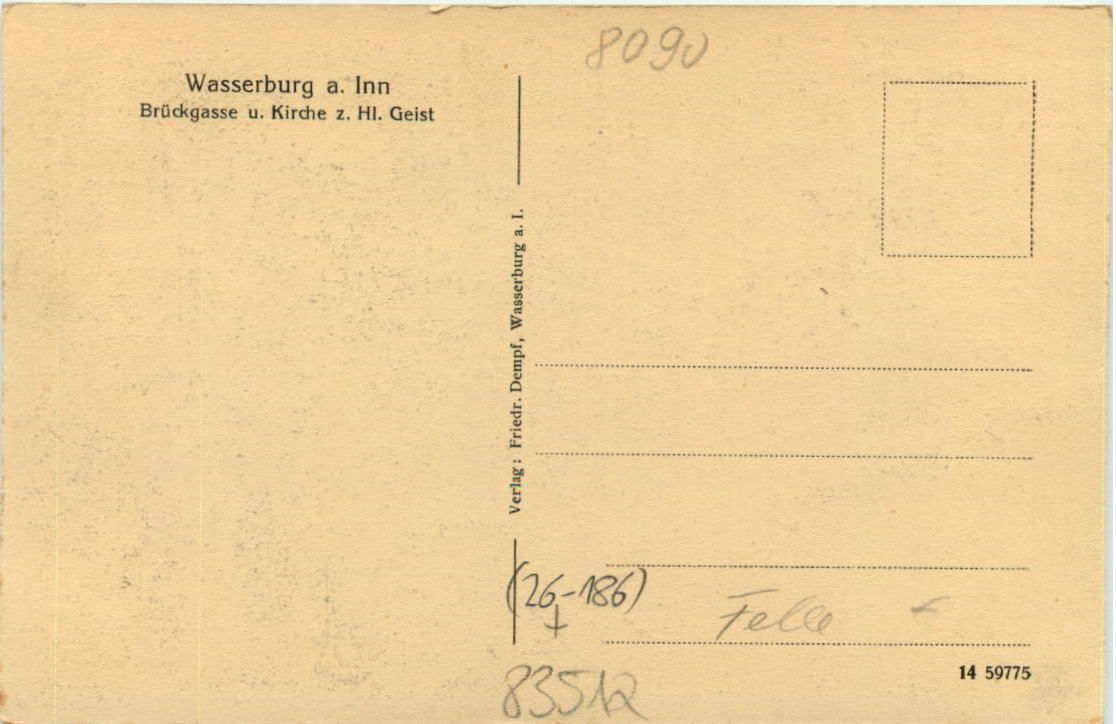 8090
Wasserburg a. Inn
Brückgasse u. Kirche z. Hl. Geist
Verlag: Friedr. Dempf, Wasserburg a. I.
(26-186)
Felle
14 59775
83512